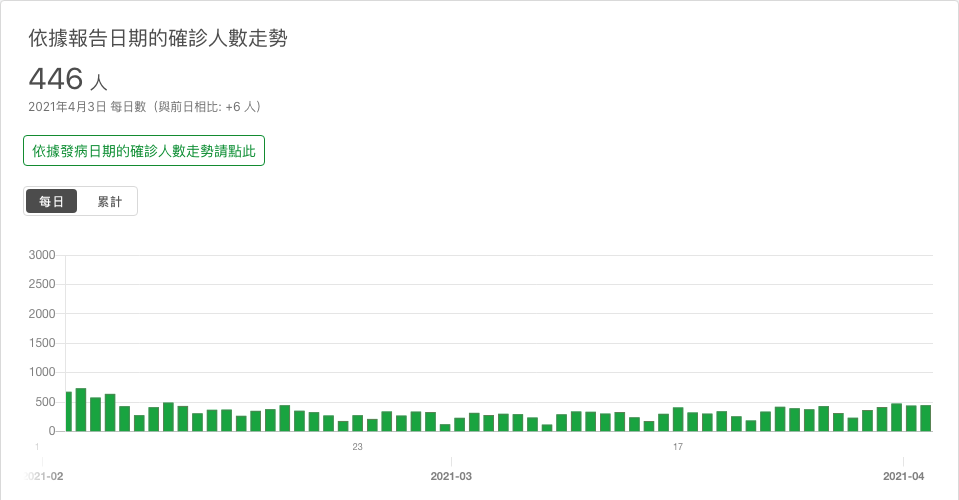 依據報告日期的確診人數走勢
446 人
2021年4月3日 每日數（與前日相比: +6 人）
依據發病日期的確診人數走勢請點此
每日 累計
3000
2500
2000
1500
1000
500
0
1 23 17
2021-02 2021-03 2021-04